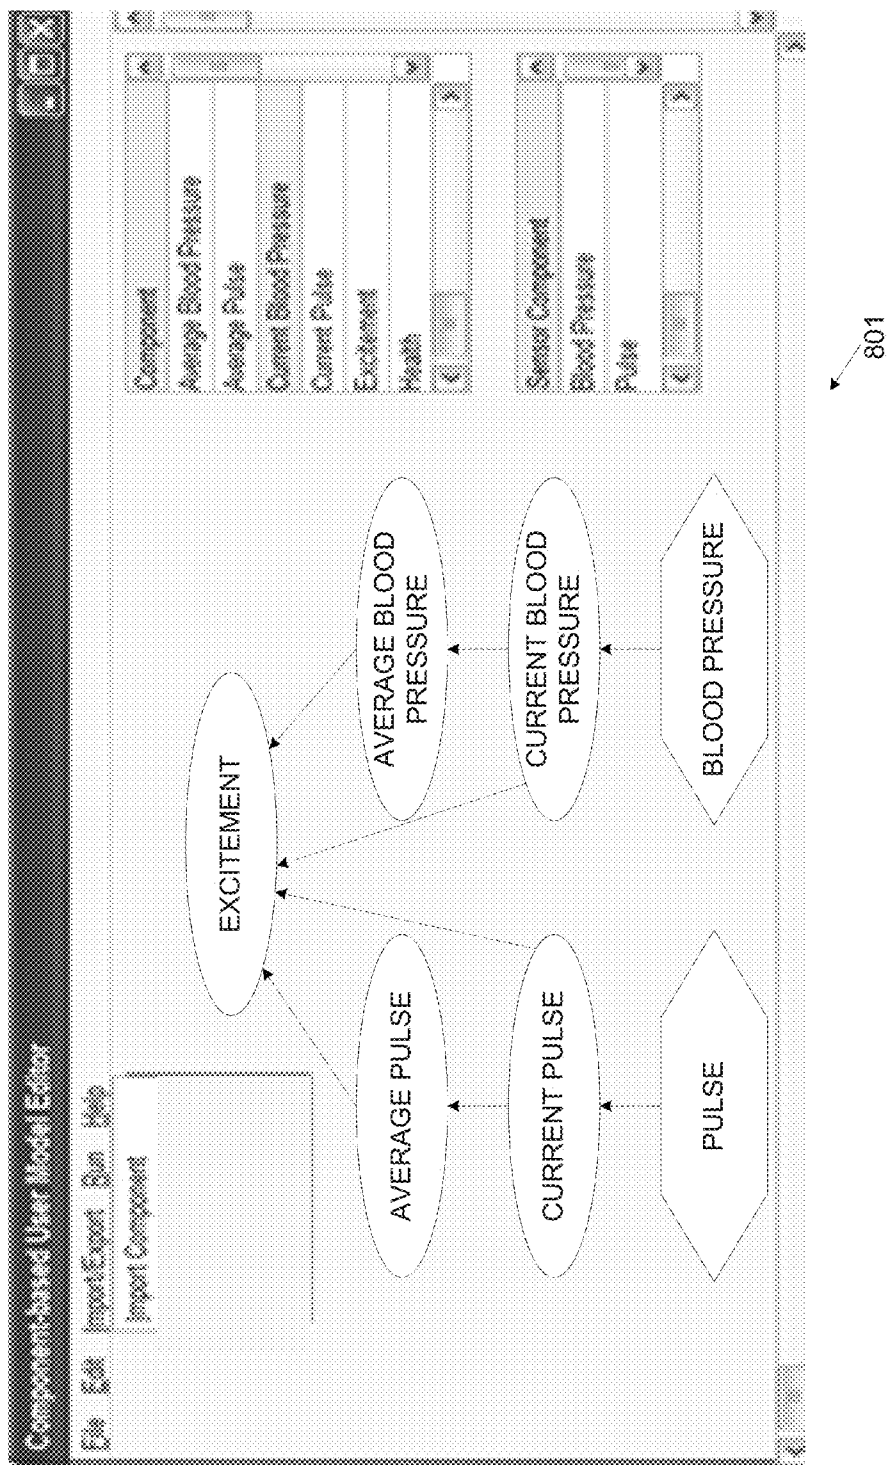 Component-based User Model Editor
File Edit Import/Export Run Help
Import Component
EXCITEMENT
AVERAGE PULSE
AVERAGE BLOOD
PRESSURE
CURRENT PULSE
CURRENT BLOOD
PRESSURE
PULSE
BLOOD PRESSURE
Component
Average Blood Pressure
Average Pulse
Current Blood Pressure
Current Pulse
Excitement
Health
Sensor Component
Blood Pressure
Pulse
801